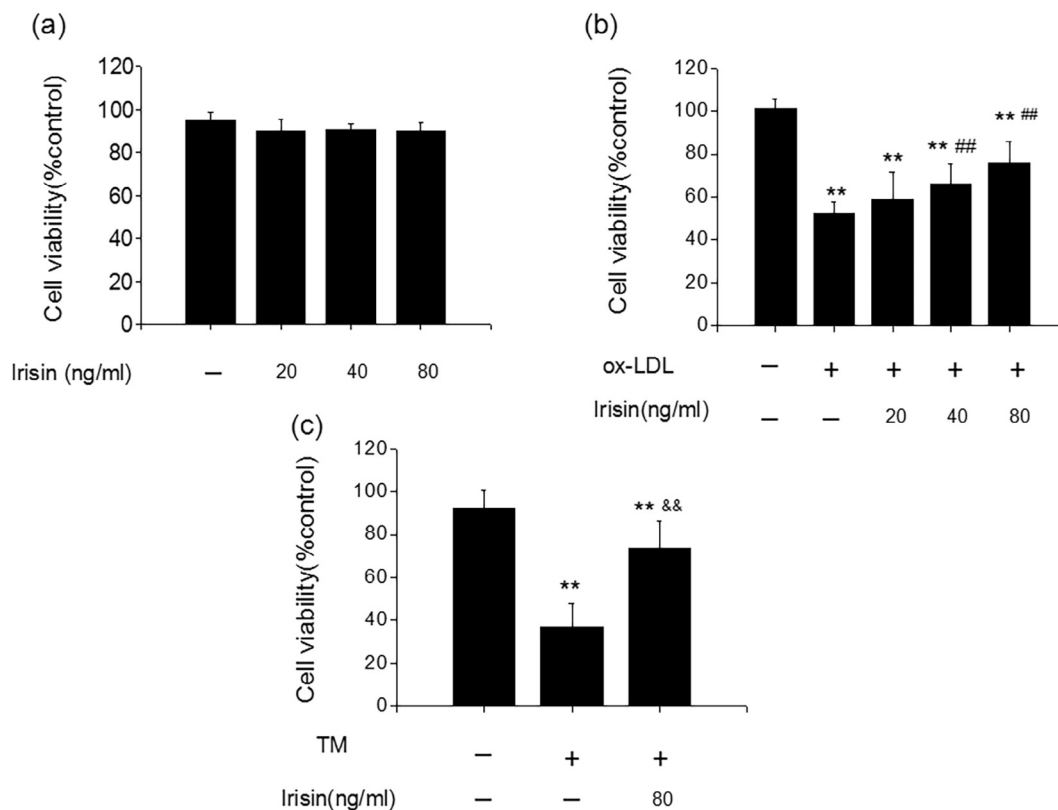 (a)
120
100
80
60
40
20
0
Cell viability(%control)
Irisin (ng/ml) – 20 40 80
(b)
120
100
80
60
40
20
0
Cell viability(%control)
** ** ** ## ** ##
ox-LDL – + + + +
Irisin(ng/ml) – – 20 40 80
(c)
120
100
80
60
40
20
0
Cell viability(%control)
** ** &&
TM – + +
Irisin(ng/ml) – – 80